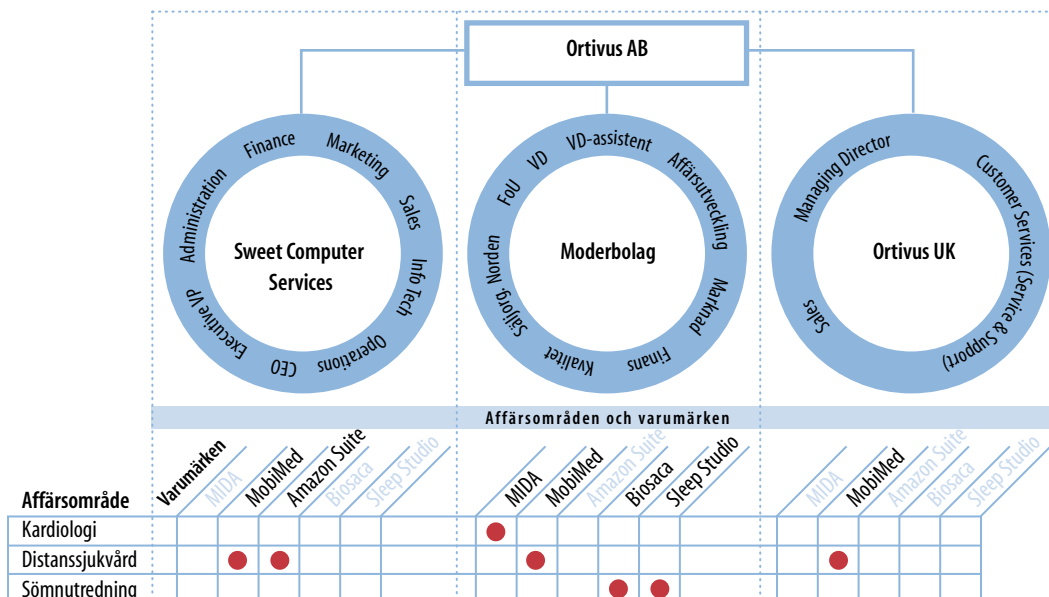 Ortivus AB
Administration
Finance
Marketing
Sales
Info Tech
Operations
CEO
Executive VP
Sweet Computer
Services
Säljorg. Norden
FoU
VD
VD-assistent
Affärsutveckling
Marknad
Finans
Kvalitet
Moderbolag
Managing Director
Customer Services (Service & Support)
Sales
Ortivus UK
Affärsområden och varumärken
Affärsområde
Varumärken
MIDA
MobiMed
Amazon Suite
Biosaca
Sleep Studio
MIDA
MobiMed
Amazon Suite
Biosaca
Sleep Studio
MIDA
MobiMed
Amazon Suite
Biosaca
Sleep Studio
Kardiologi
Distanssjukvård
Sömnutredning